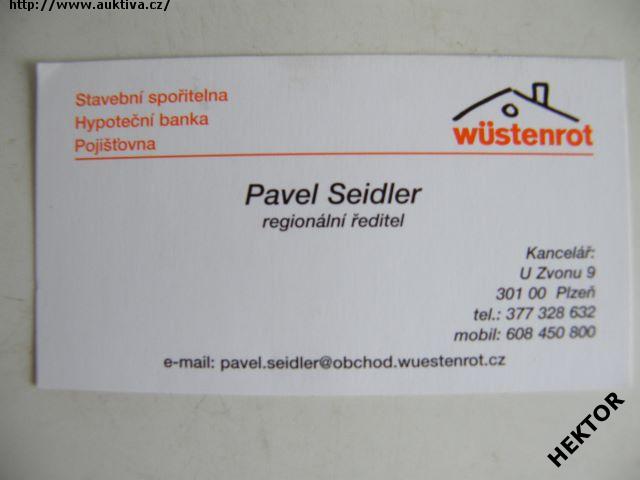 http://www.auktiva.cz/
Stavební spořitelna
Hypoteční banka
Pojišťovna
wüstenrot
Pavel Seidler
regionální ředitel
Kancelář:
U Zvonu 9
301 00 Plzeň
tel.: 377 328 632
mobil: 608 450 800
e-mail: pavel.seidler@obchod.wuestenrot.cz
HEKTOR